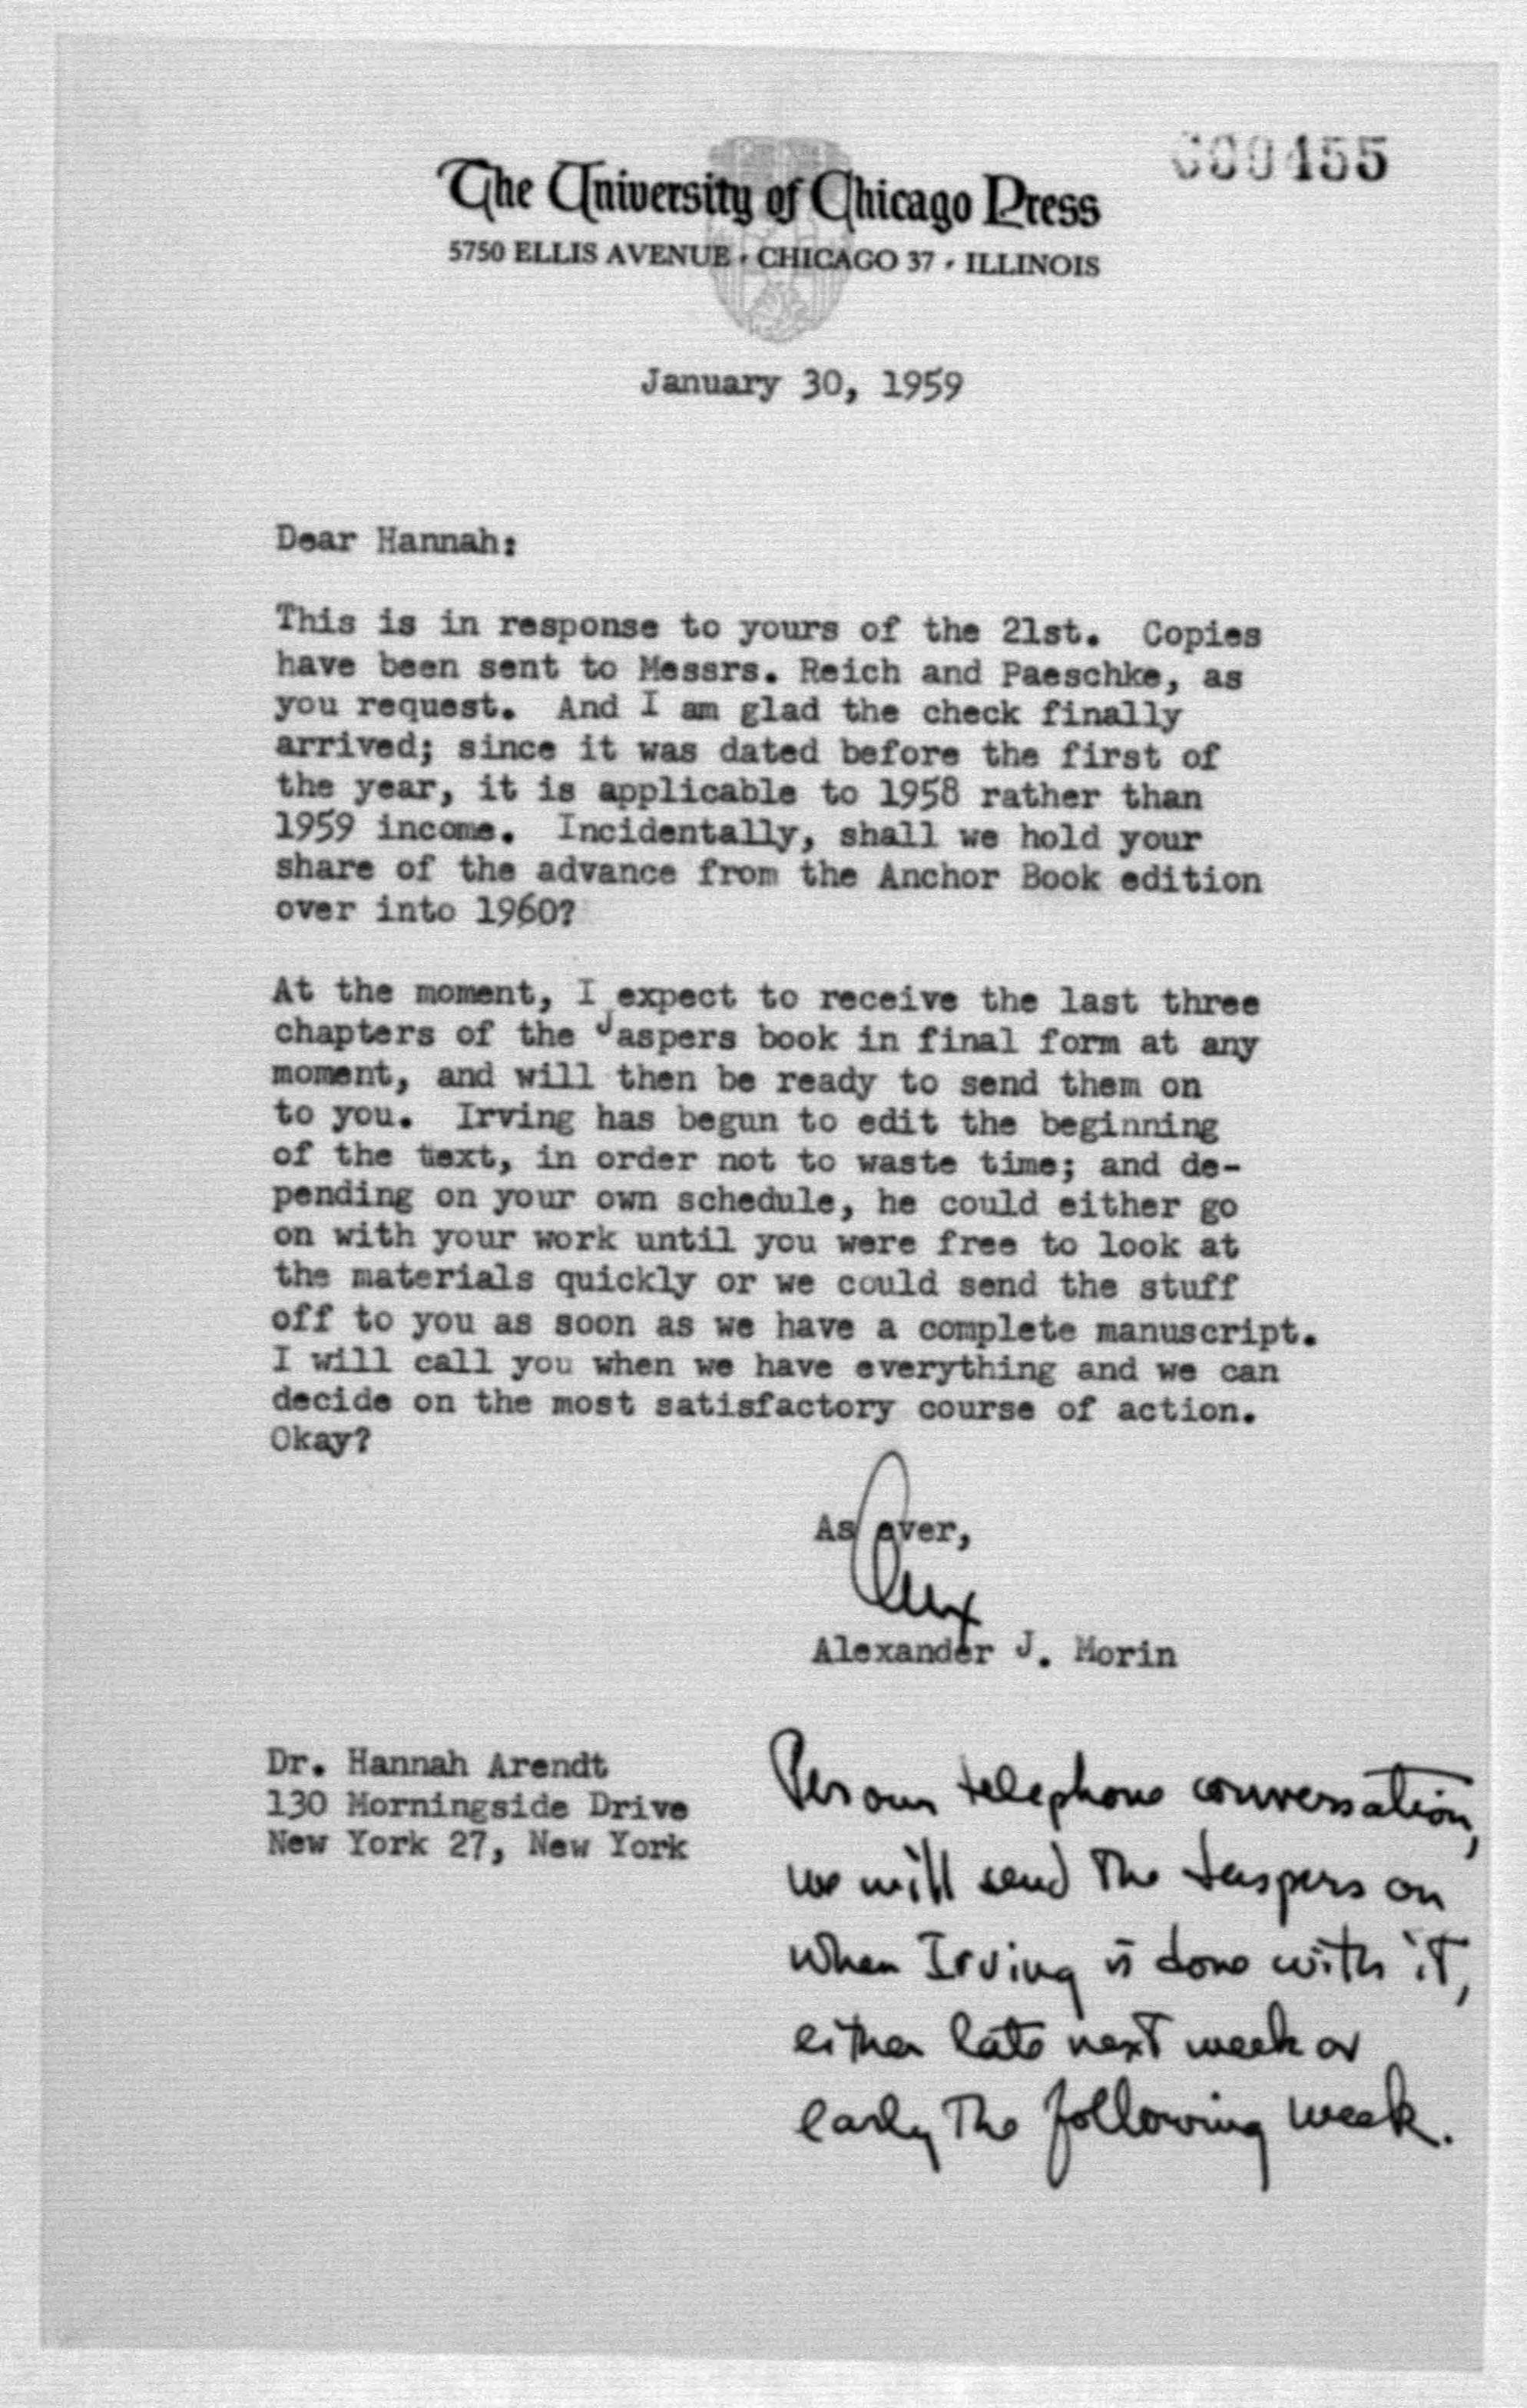 000455
The University of Chicago Press
5750 ELLIS AVENUE · CHICAGO 37 · ILLINOIS
January 30, 1959
Dear Hannah:
This is in response to yours of the 21st. Copies
have been sent to Messrs. Reich and Paeschke, as
you request. And I am glad the check finally
arrived; since it was dated before the first of
the year, it is applicable to 1958 rather than
1959 income. Incidentally, shall we hold your
share of the advance from the Anchor Book edition
over into 1960?
At the moment, I expect to receive the last three
chapters of the Jaspers book in final form at any
moment, and will then be ready to send them on
to you. Irving has begun to edit the beginning
of the text, in order not to waste time; and de-
pending on your own schedule, he could either go
on with your work until you were free to look at
the materials quickly or we could send the stuff
off to you as soon as we have a complete manuscript.
I will call you when we have everything and we can
decide on the most satisfactory course of action.
Okay?
As ever,
Alex
Alexander J. Morin
Dr. Hannah Arendt
130 Morningside Drive
New York 27, New York
Per our telephone conversation,
we will send the Jaspers on
when Irving is done with it,
either late next week or
early the following week.